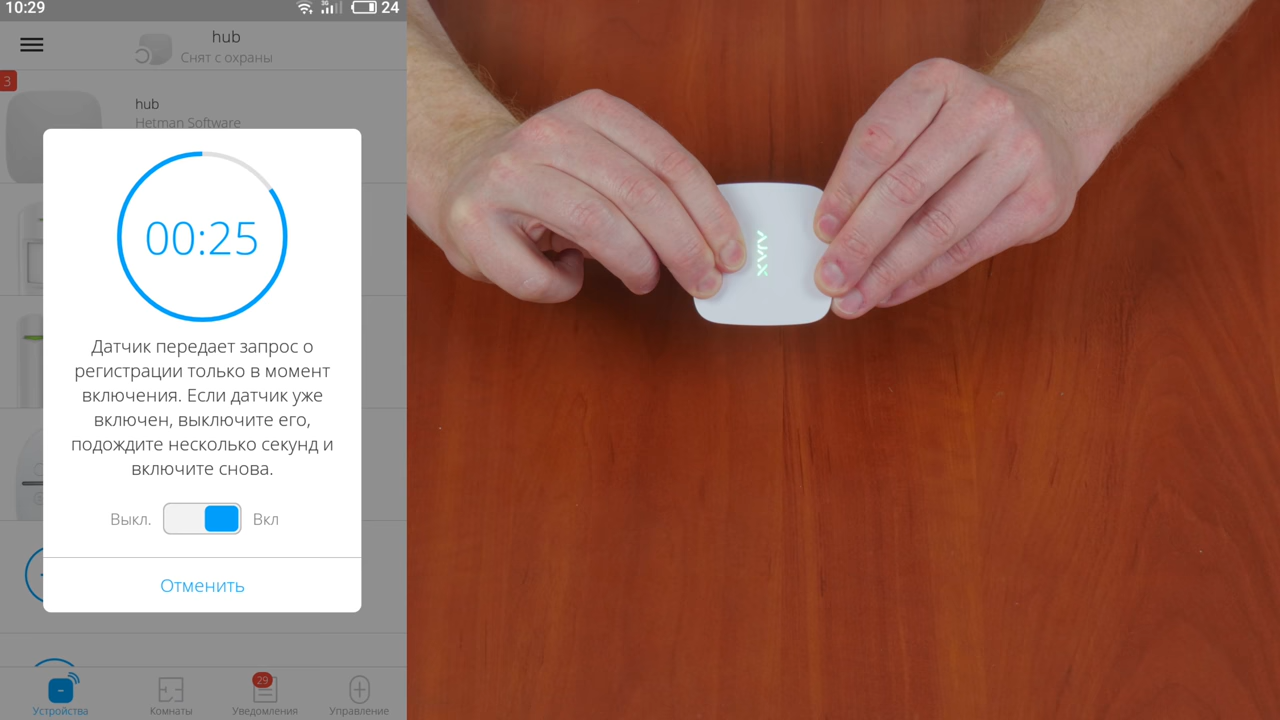 10:29
3G
24
hub
Снят с охраны
3
hub
Hetman Software
00:25
Датчик передает запрос о
регистрации только в момент
включения. Если датчик уже
включен, выключите его,
подождите несколько секунд и
включите снова.
Выкл.
Вкл
Отменить
29
Устройства
Комнаты
Уведомления
Управление
AJAX